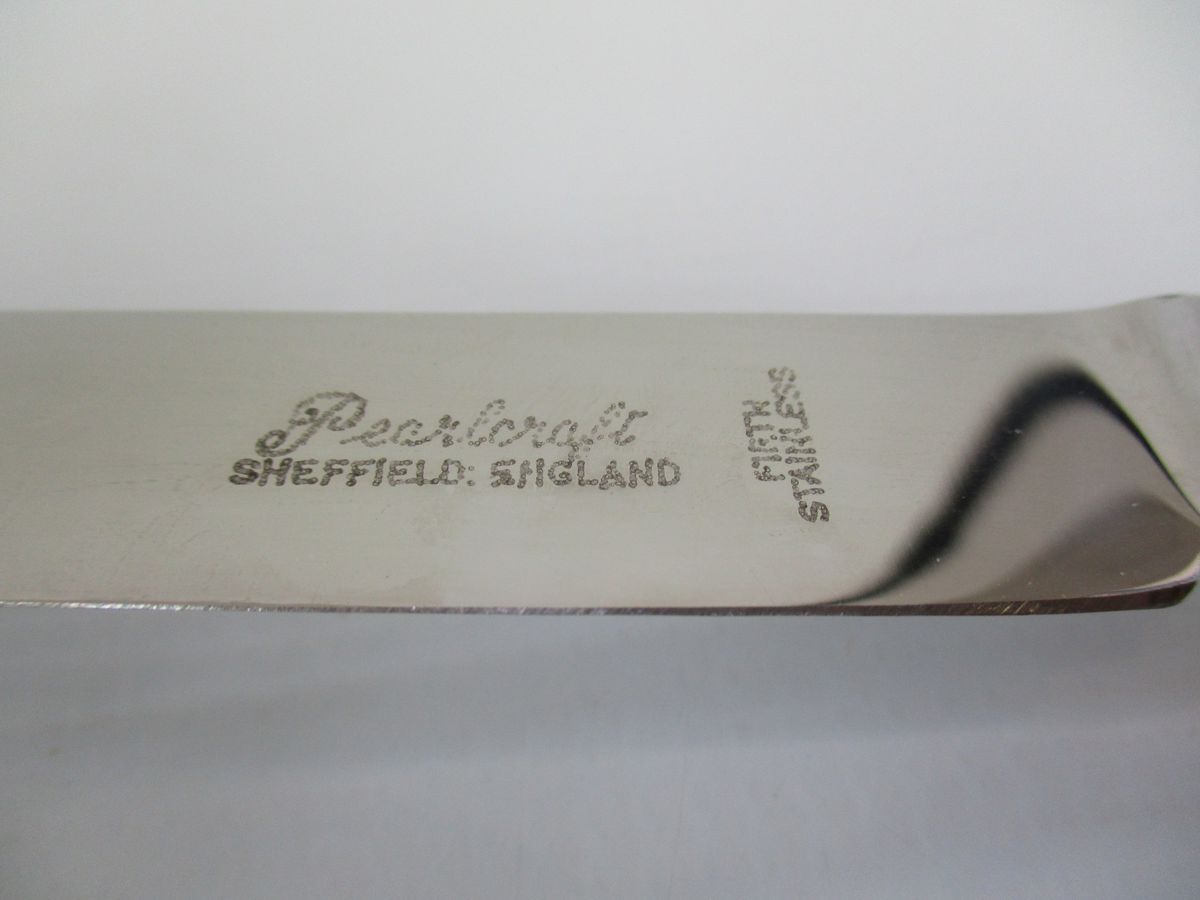 Pearlcraft
SHEFFIELD: ENGLAND
FIRTH
STAINLESS